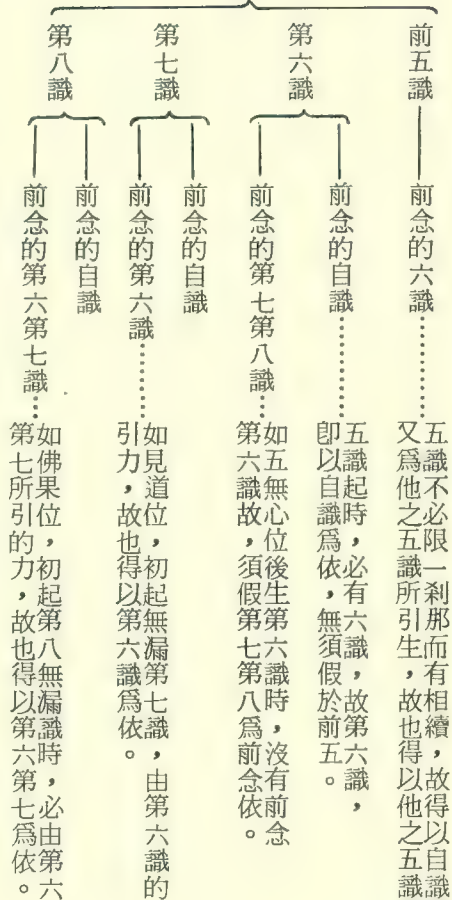 前五識
前念的六識……
五識不必限一剎那而有相續，故得以自識
又爲他之五識所引生，故也得以他之五識
第六識
前念的自識……
五識起時，必有六識，故第六識，
卽以自識爲依，無須假於前五。
前念的第七第八識…
如五無心位後生第六識時，沒有前念
第六識故，須假第七第八爲前念依。
第七識
前念的自識
前念的第六識……
如見道位，初起無漏第七識，由第六識的
引力，故也得以第六識爲依。
第八識
前念的自識
前念的第六第七識…
如佛果位，初起第八無漏識時，必由第六
第七所引的力，故也得以第六第七爲依。